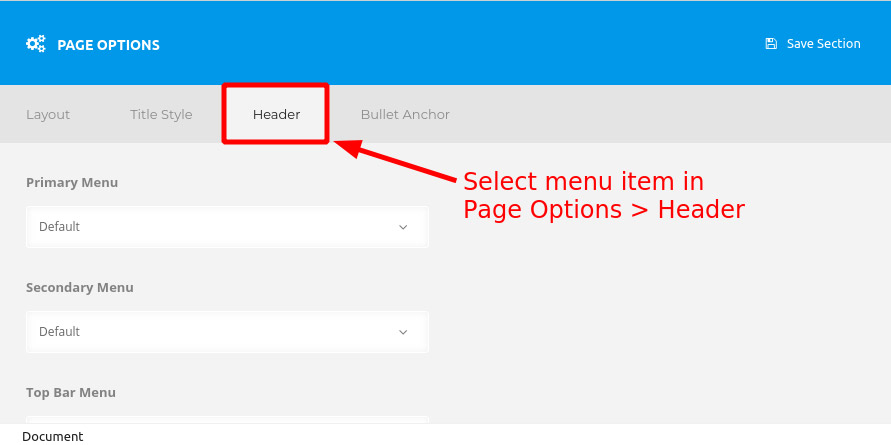 PAGE OPTIONS
Save Section
Layout
Title Style
Header
Bullet Anchor
Select menu item in
Page Options > Header
Primary Menu
Default
Secondary Menu
Default
Top Bar Menu
Document